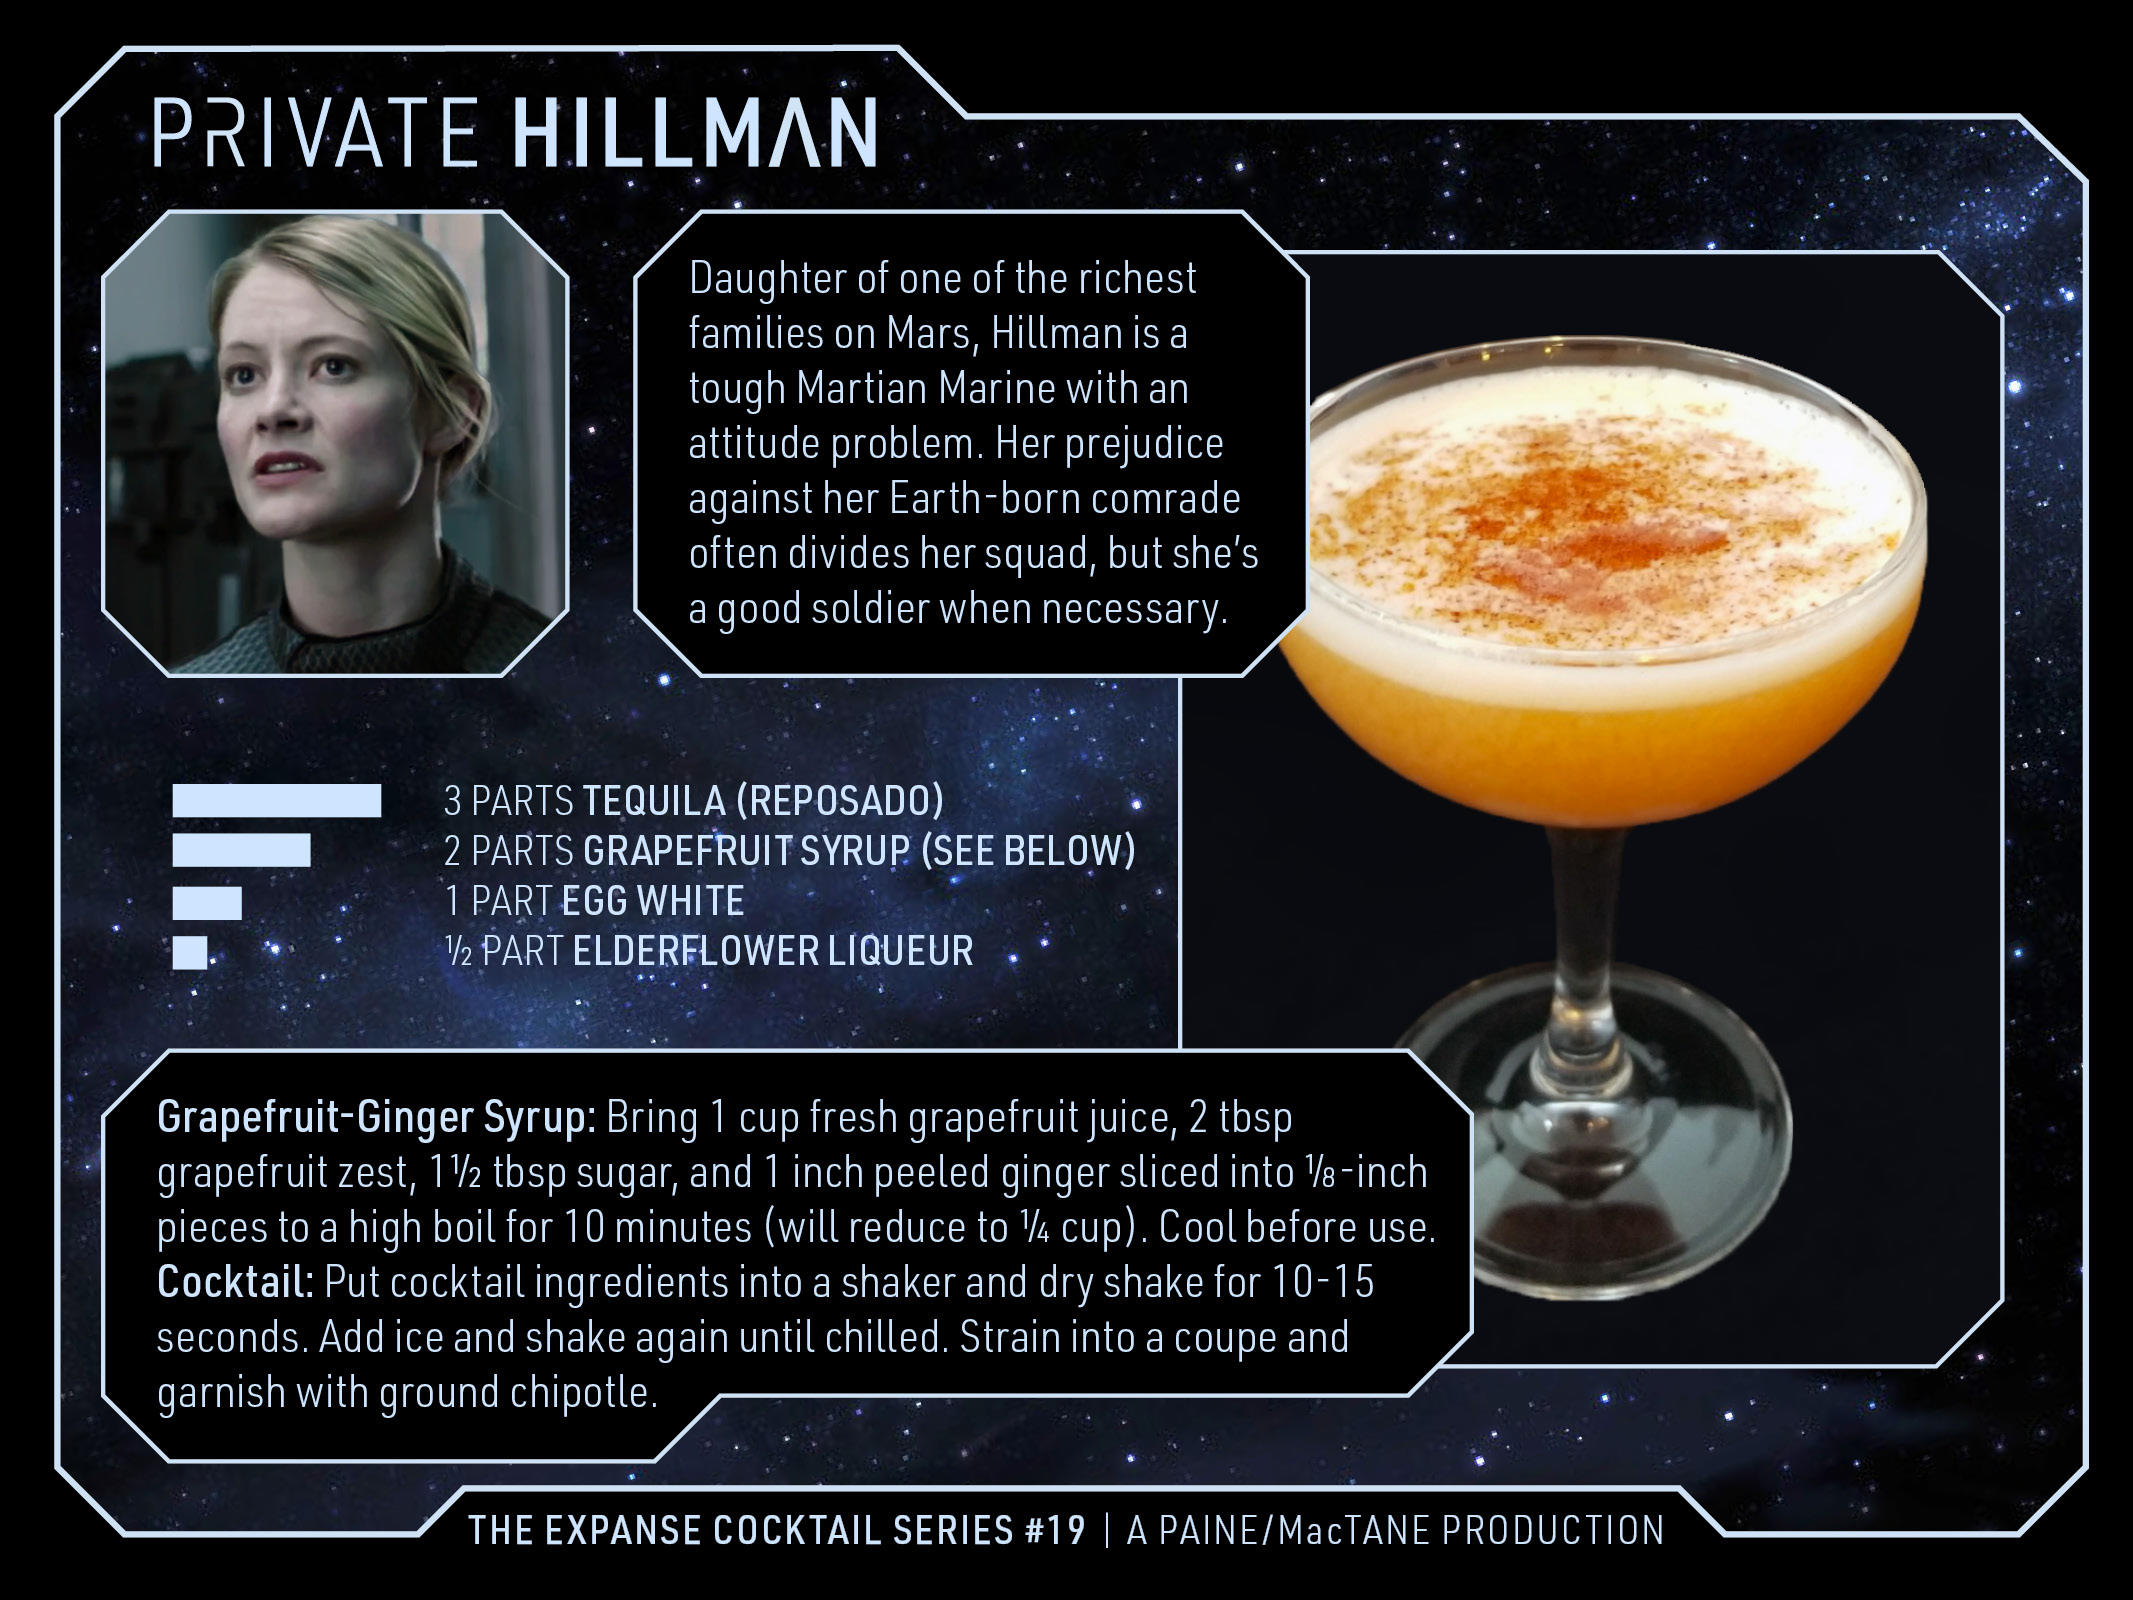 PRIVATE HILLMAN
Daughter of one of the richest
families on Mars, Hillman is a
tough Martian Marine with an
attitude problem. Her prejudice
against her Earth-born comrade
often divides her squad, but she's
a good soldier when necessary.
3 PARTS TEQUILA (REPOSADO)
2 PARTS GRAPEFRUIT SYRUP (SEE BELOW)
1 PART EGG WHITE
½ PART ELDERFLOWER LIQUEUR
Grapefruit-Ginger Syrup: Bring 1 cup fresh grapefruit juice, 2 tbsp
grapefruit zest, 1½ tbsp sugar, and 1 inch peeled ginger sliced into ⅛-inch
pieces to a high boil for 10 minutes (will reduce to ¼ cup). Cool before use.
Cocktail: Put cocktail ingredients into a shaker and dry shake for 10-15
seconds. Add ice and shake again until chilled. Strain into a coupe and
garnish with ground chipotle.
THE EXPANSE COCKTAIL SERIES #19 | A PAINE/MacTANE PRODUCTION